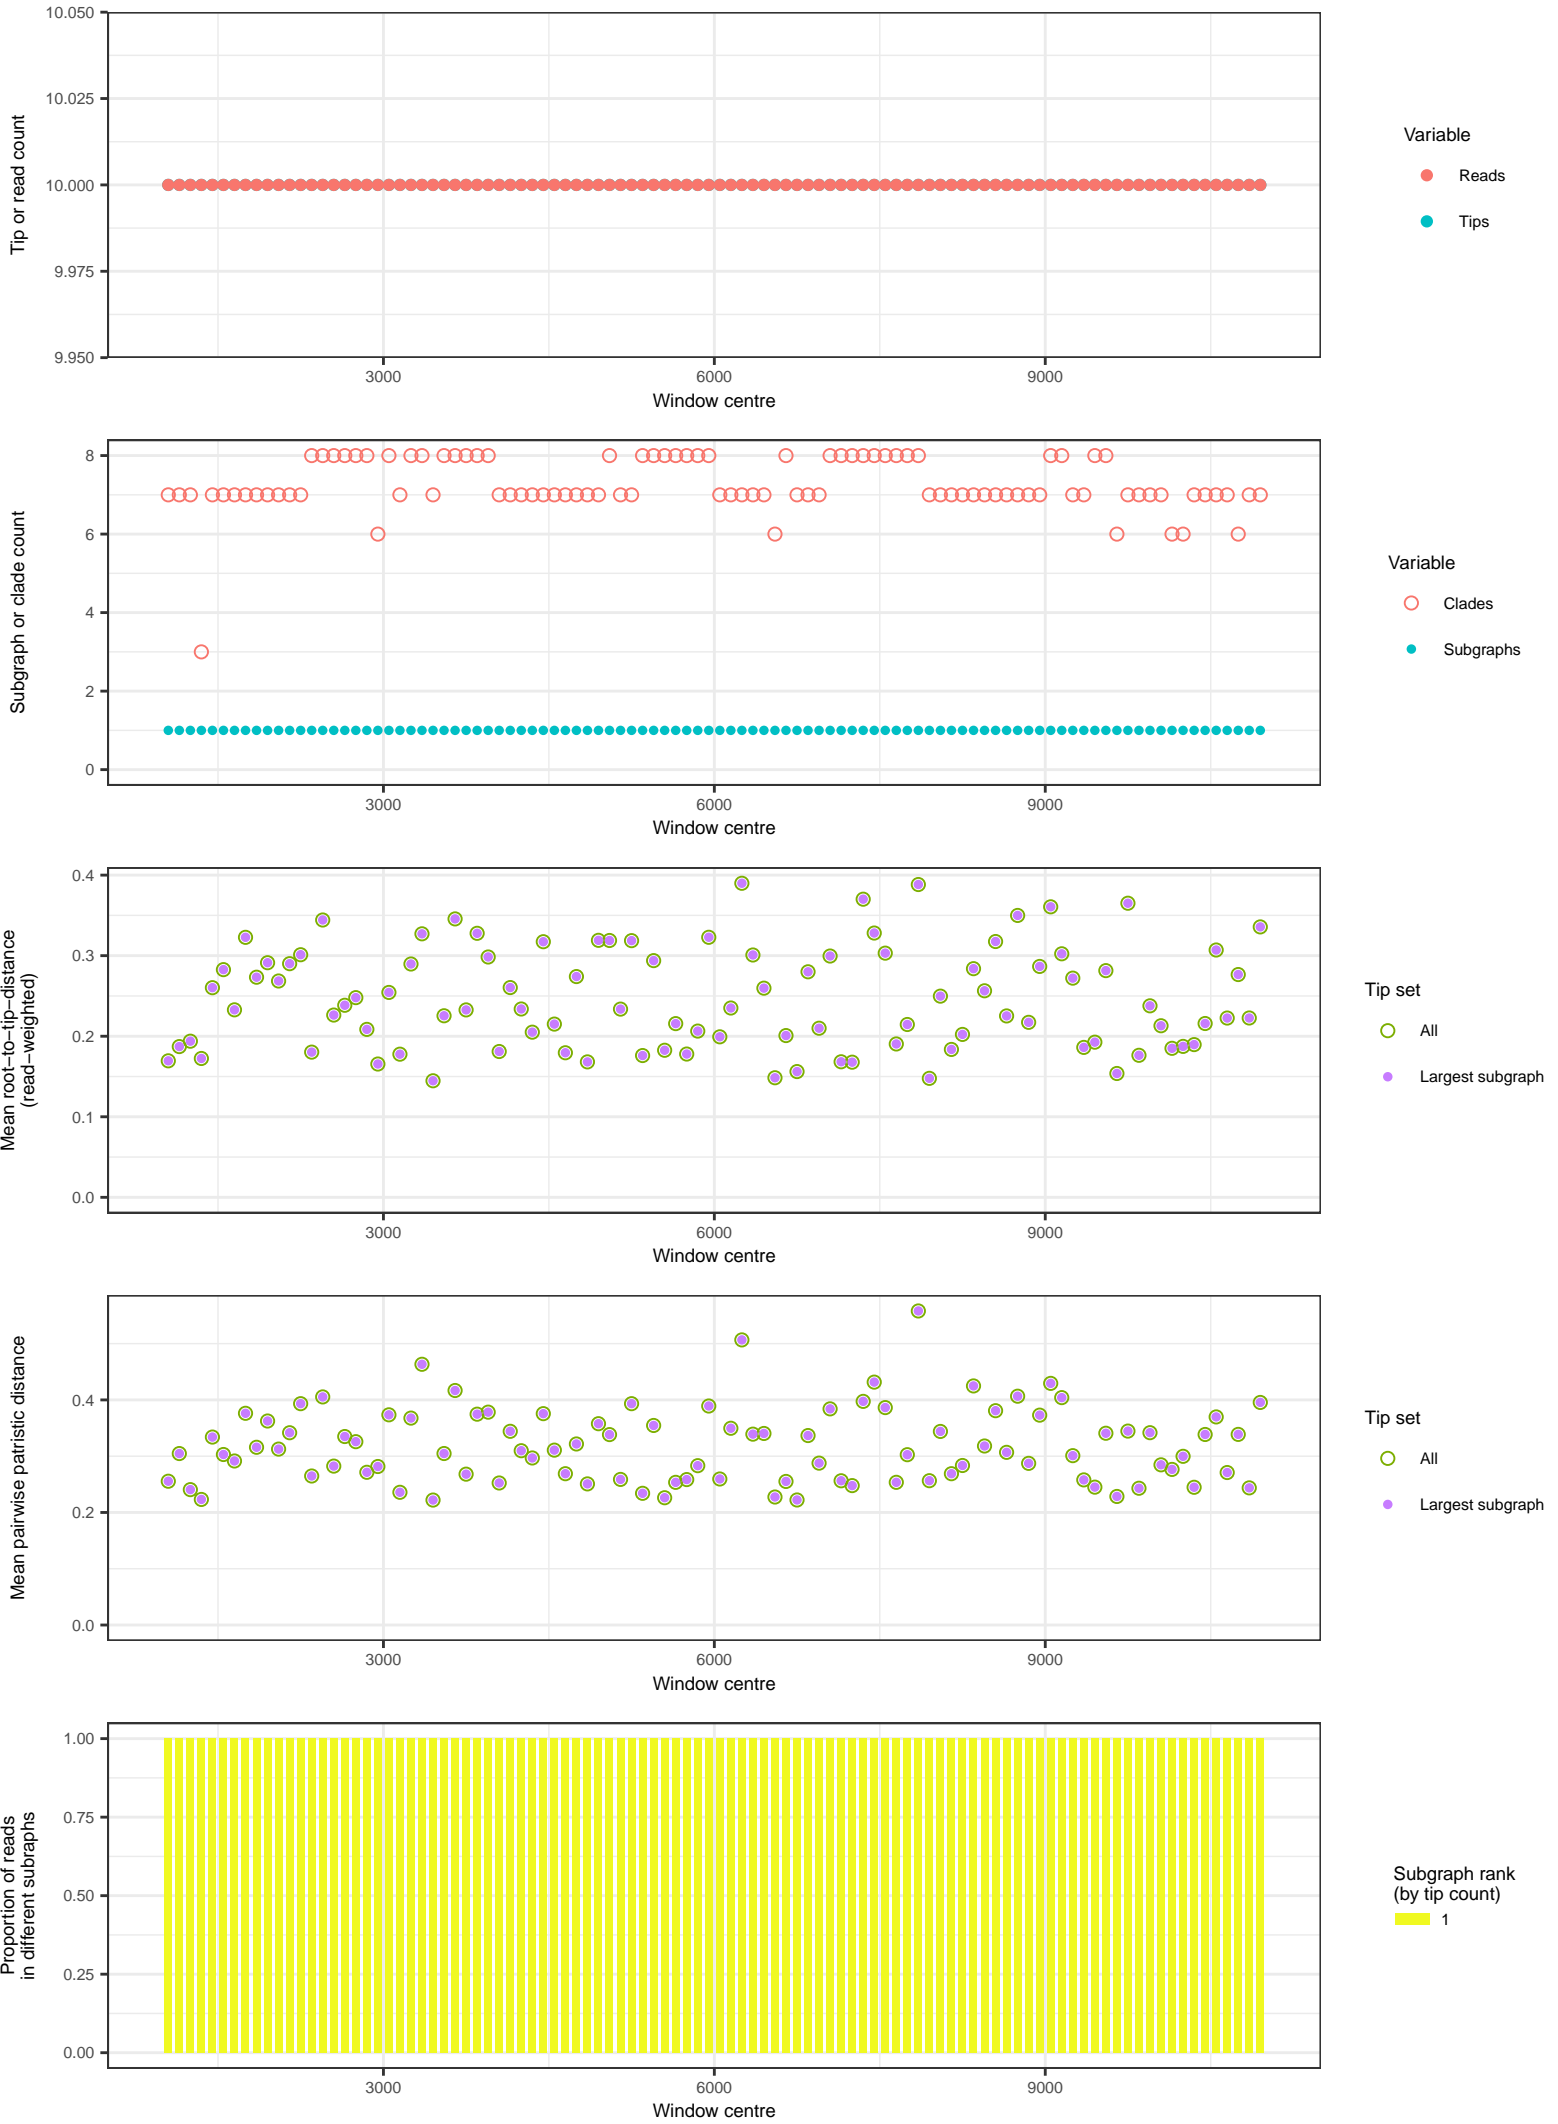 10.050
10.025
10.000
9.975
9.950
Tip or read count
3000 6000 9000
Window centre
Variable
Reads
Tips
8
6
4
2
0
Subgraph or clade count
3000 6000 9000
Window centre
Variable
Clades
Subgraphs
0.4
0.3
0.2
0.1
0.0
Mean root−to−tip−distance
(read−weighted)
3000 6000 9000
Window centre
Tip set
All
Largest subgraph
0.4
0.2
0.0
Mean pairwise patristic distance
3000 6000 9000
Window centre
Tip set
All
Largest subgraph
1.00
0.75
0.50
0.25
0.00
Proportion of reads
in different subraphs
3000 6000 9000
Window centre
Subgraph rank
(by tip count)
1